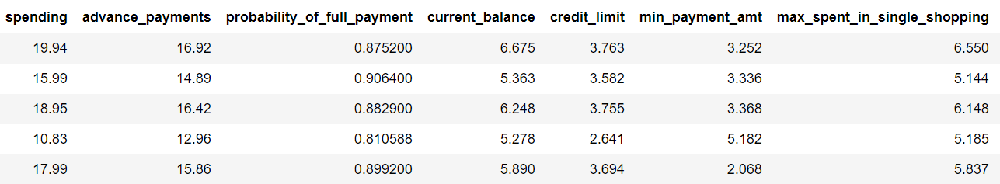 spending advance_payments probability_of_full_payment current_balance credit_limit min_payment_amt max_spent_in_single_shopping
19.94 16.92 0.875200 6.675 3.763 3.252 6.550
15.99 14.89 0.906400 5.363 3.582 3.336 5.144
18.95 16.42 0.882900 6.248 3.755 3.368 6.148
10.83 12.96 0.810588 5.278 2.641 5.182 5.185
17.99 15.86 0.899200 5.890 3.694 2.068 5.837